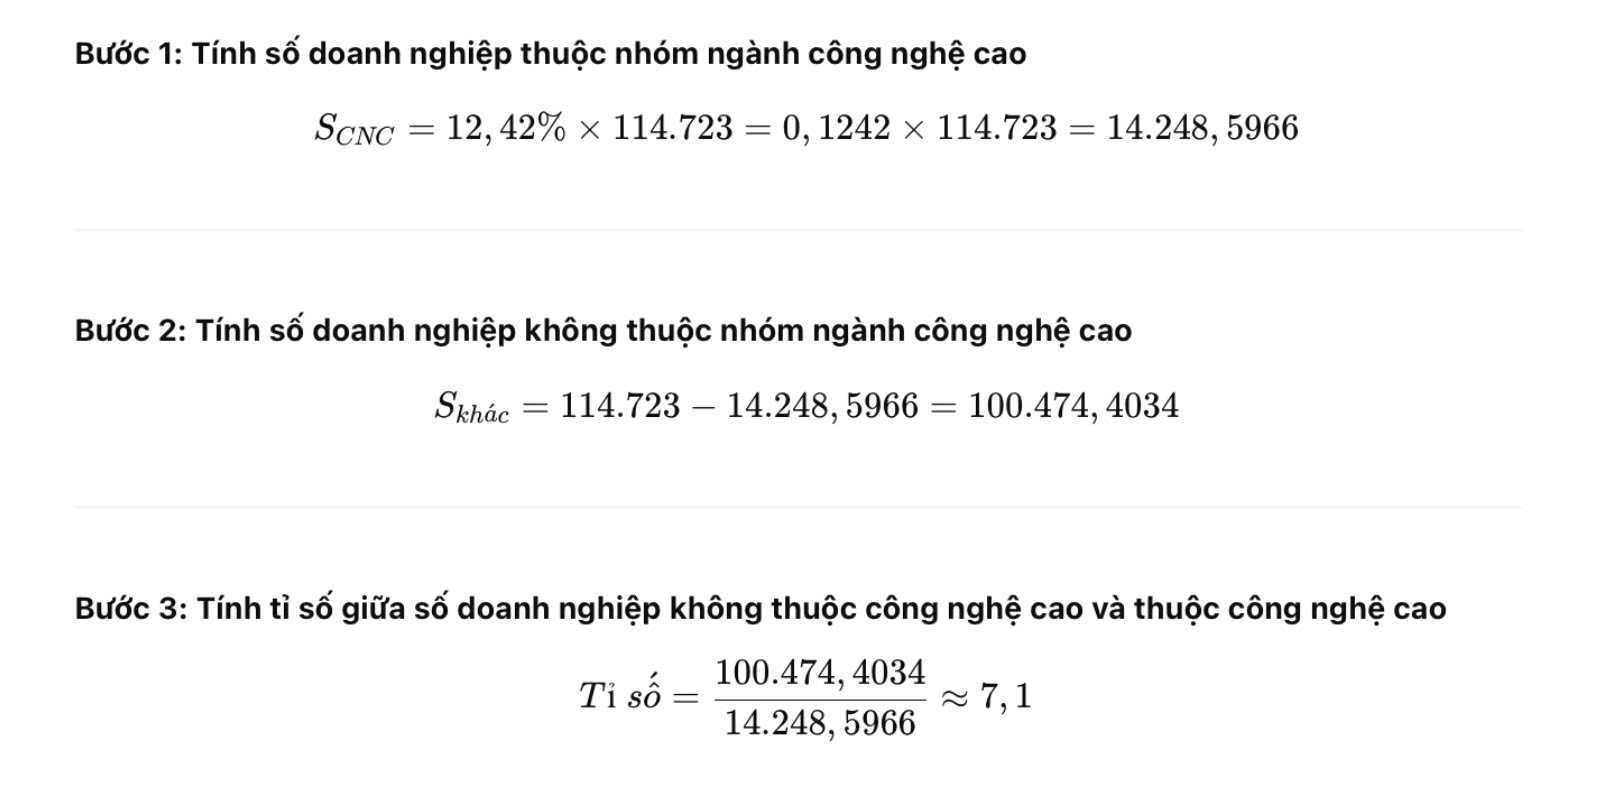 Bước 1: Tính số doanh nghiệp thuộc nhóm ngành công nghệ cao
S_{CNC} = 12,42% × 114.723 = 0,1242 × 114.723 = 14.248,5966
Bước 2: Tính số doanh nghiệp không thuộc nhóm ngành công nghệ cao
S_{khác} = 114.723 − 14.248,5966 = 100.474,4034
Bước 3: Tính tỉ số giữa số doanh nghiệp không thuộc công nghệ cao và thuộc công nghệ cao
Tỉ số = \frac{100.474,4034}{14.248,5966} ≈ 7,1